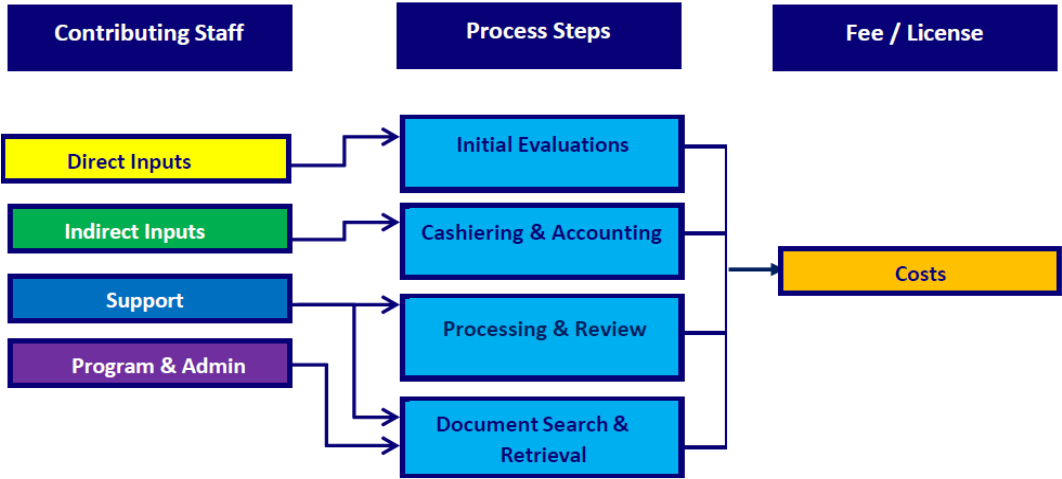 Contributing Staff
Process Steps
Fee / License
Direct Inputs
Indirect Inputs
Support
Program & Admin
Initial Evaluations
Cashiering & Accounting
Processing & Review
Document Search &
Retrieval
Costs